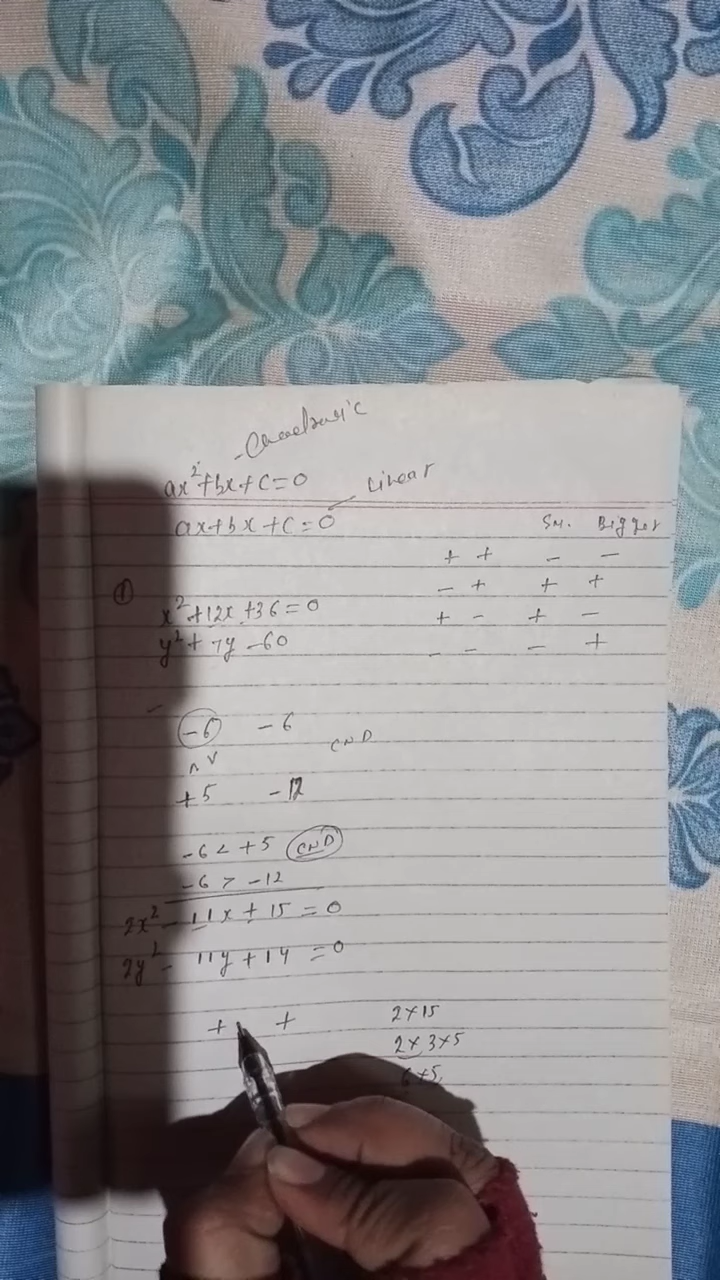 ax²+bx+c=0
Linear
ax+bx+c=0
Sm. Bigger
+ + - -
- + + +
①
x²+12x+36=0 + - + -
y²+7y-60 - - - +
-6 -6
CND
∧ ∨
+5 -12
-6 < +5 CND
-6 > -12
2x² - 11x + 15 = 0
2y² - 11y + 14 = 0
+ + 2×15
2×3×5
6×5